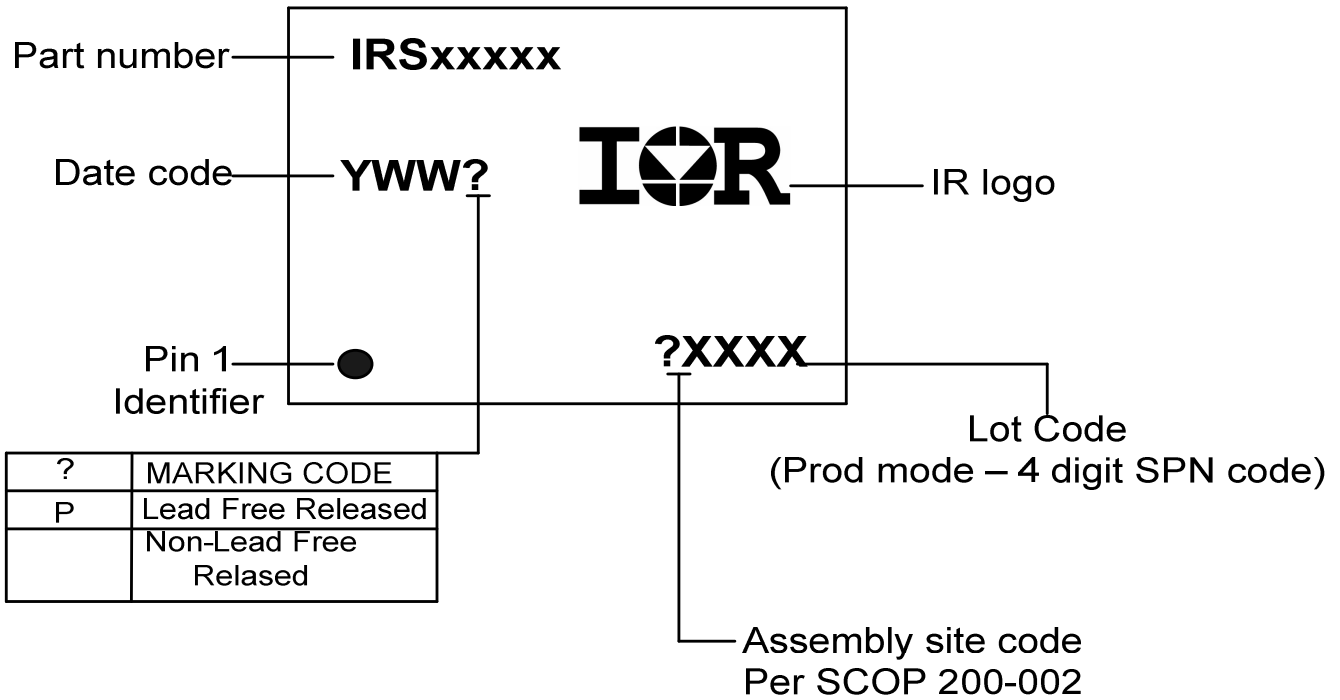 Part number
IRSxxxxx
Date code
YWW?
IOR
IR logo
Pin 1
Identifier
?XXXX
Lot Code
(Prod mode – 4 digit SPN code)
? MARKING CODE
P Lead Free Released
Non-Lead Free
Relased
Assembly site code
Per SCOP 200-002